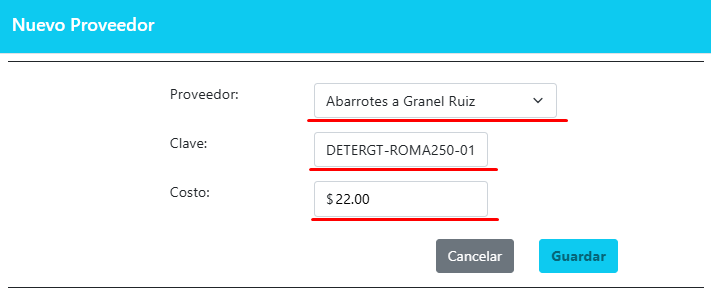 Nuevo Proveedor
Proveedor: Abarrotes a Granel Ruiz
Clave: DETERGT-ROMA250-01
Costo: $22.00
Cancelar Guardar